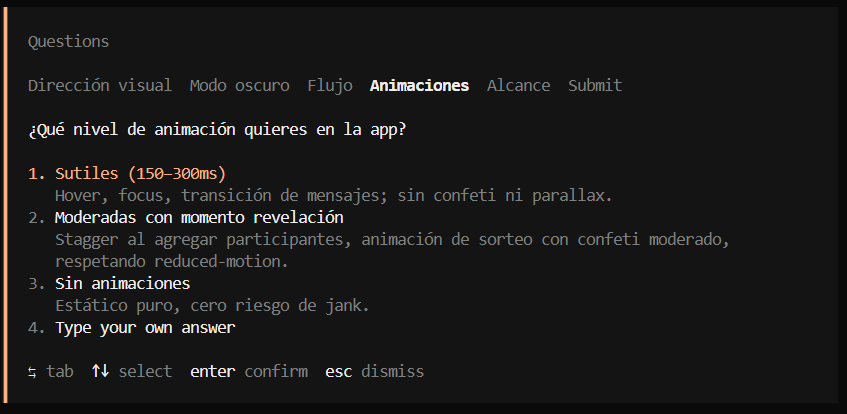 Questions
Dirección visual Modo oscuro Flujo Animaciones Alcance Submit
¿Qué nivel de animación quieres en la app?
1. Sutiles (150–300ms)
Hover, focus, transición de mensajes; sin confeti ni parallax.
2. Moderadas con momento revelación
Stagger al agregar participantes, animación de sorteo con confeti moderado,
respetando reduced-motion.
3. Sin animaciones
Estático puro, cero riesgo de jank.
4. Type your own answer
⇆ tab ↑↓ select enter confirm esc dismiss